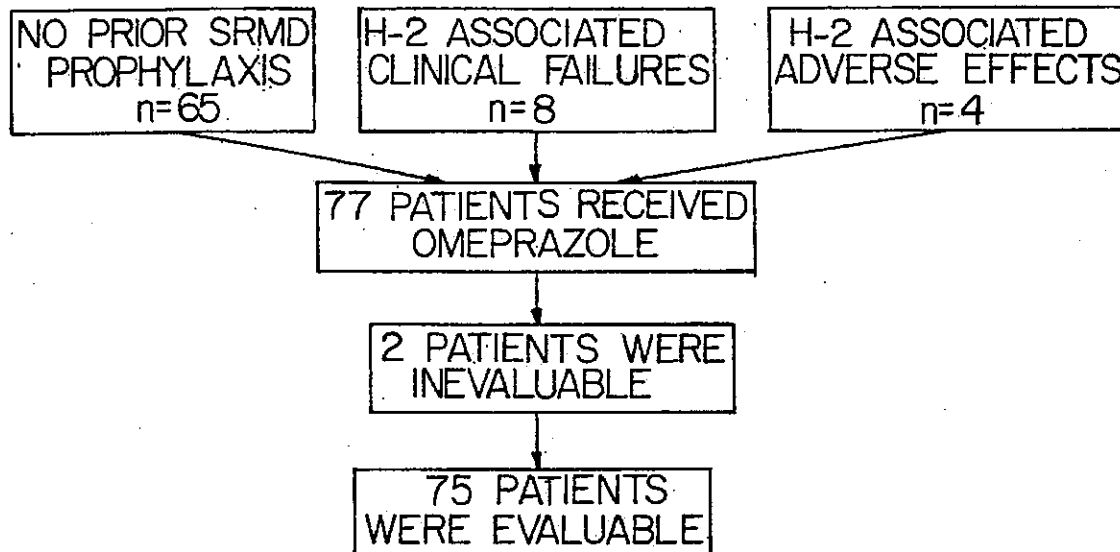 NO PRIOR SRMD
PROPHYLAXIS
n=65
H-2 ASSOCIATED
CLINICAL FAILURES
n=8
H-2 ASSOCIATED
ADVERSE EFFECTS
n=4
77 PATIENTS RECEIVED
OMEPRAZOLE
2 PATIENTS WERE
INEVALUABLE
75 PATIENTS
WERE EVALUABLE